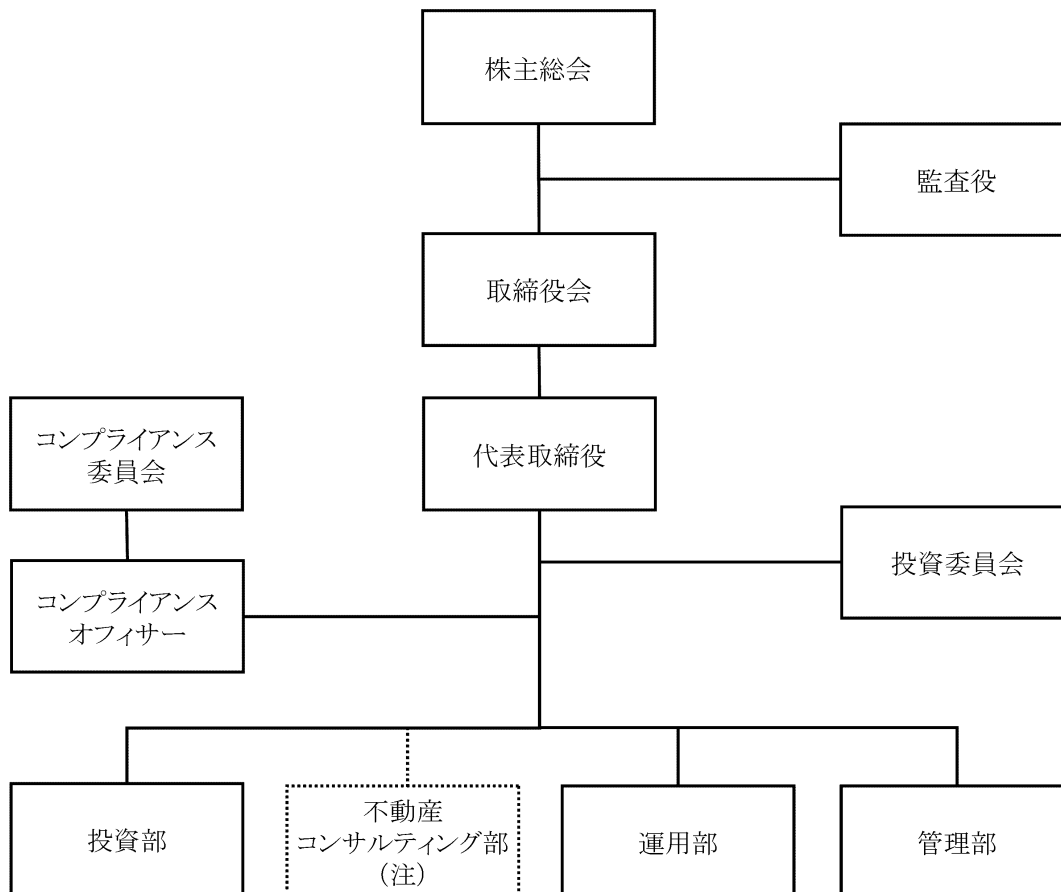 株主総会
監査役
取締役会
代表取締役
コンプライアンス
委員会
投資委員会
コンプライアンス
オフィサー
投資部
不動産
コンサルティング部
(注)
運用部
管理部